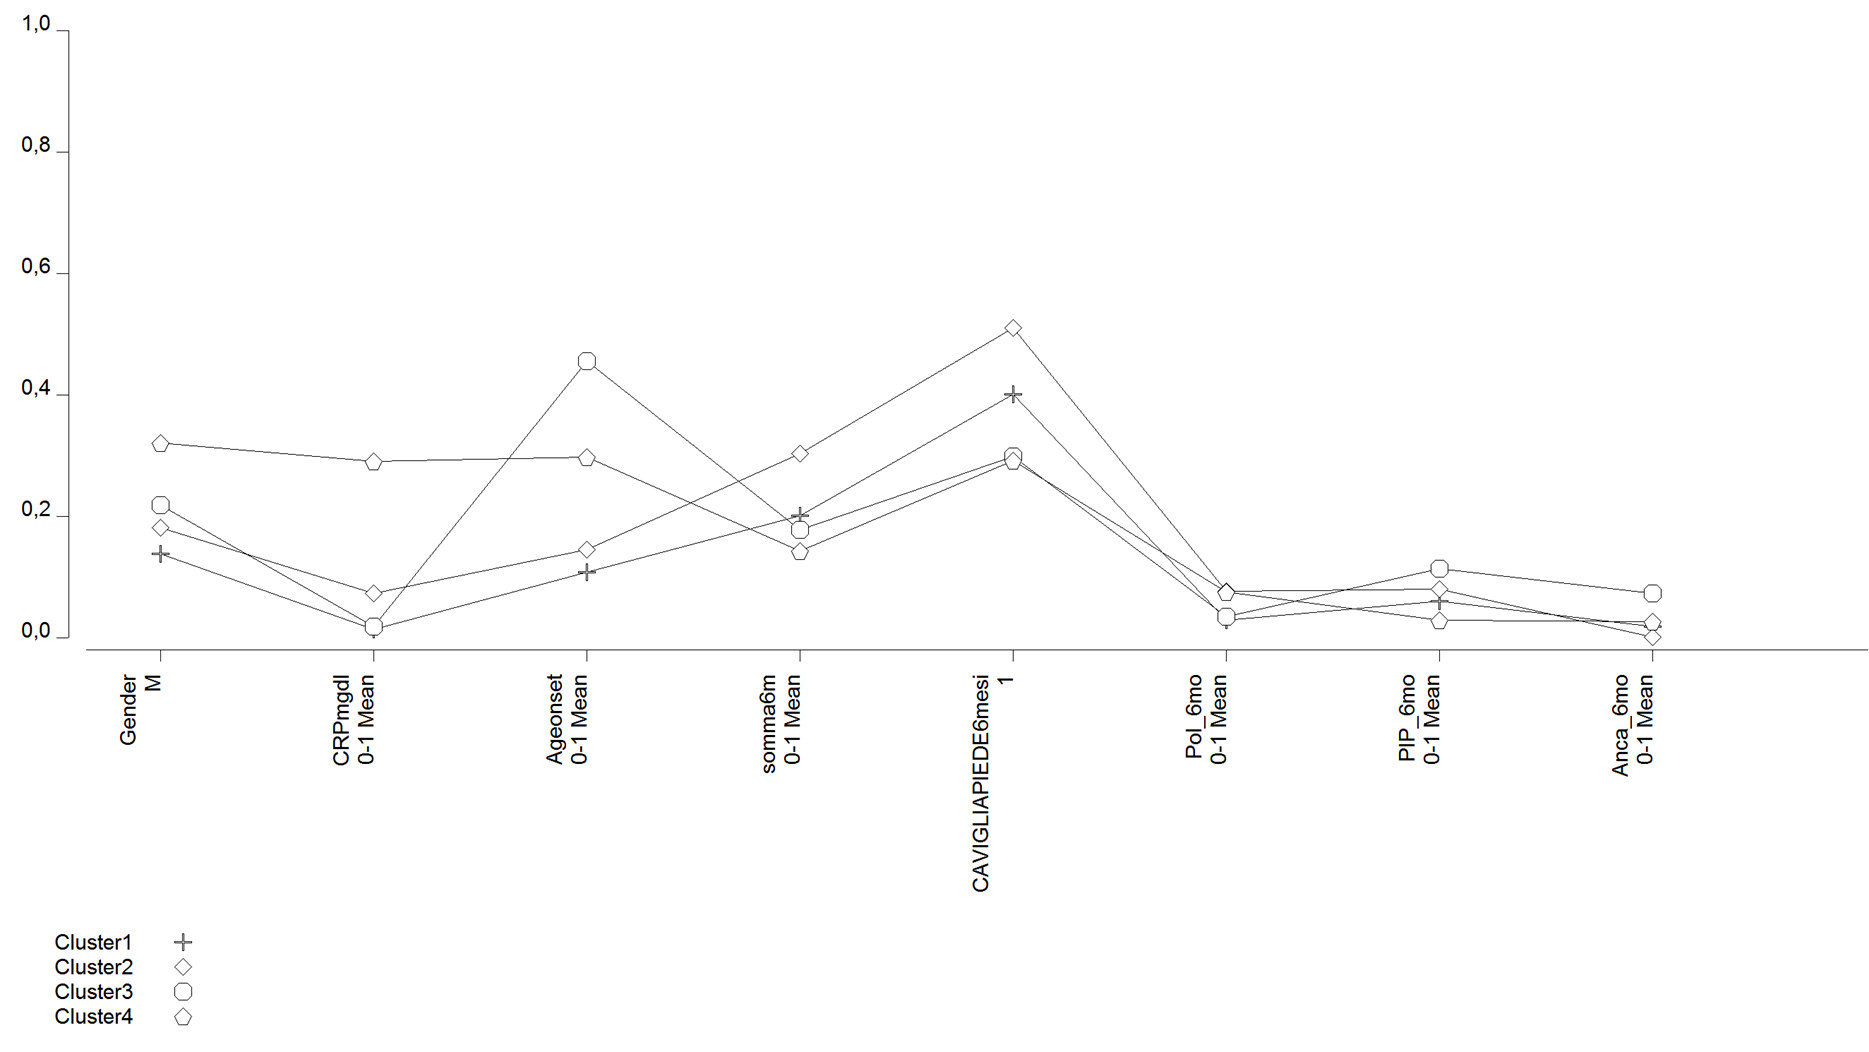 1,0
0,8
0,6
0,4
0,2
0,0
Gender
M
CRPmgdl
0-1 Mean
Ageonset
0-1 Mean
somma6m
0-1 Mean
CAVIGLIAPIEDE6mesi
1
Pol_6mo
0-1 Mean
PIP_6mo
0-1 Mean
Anca_6mo
0-1 Mean
Cluster1
Cluster2
Cluster3
Cluster4